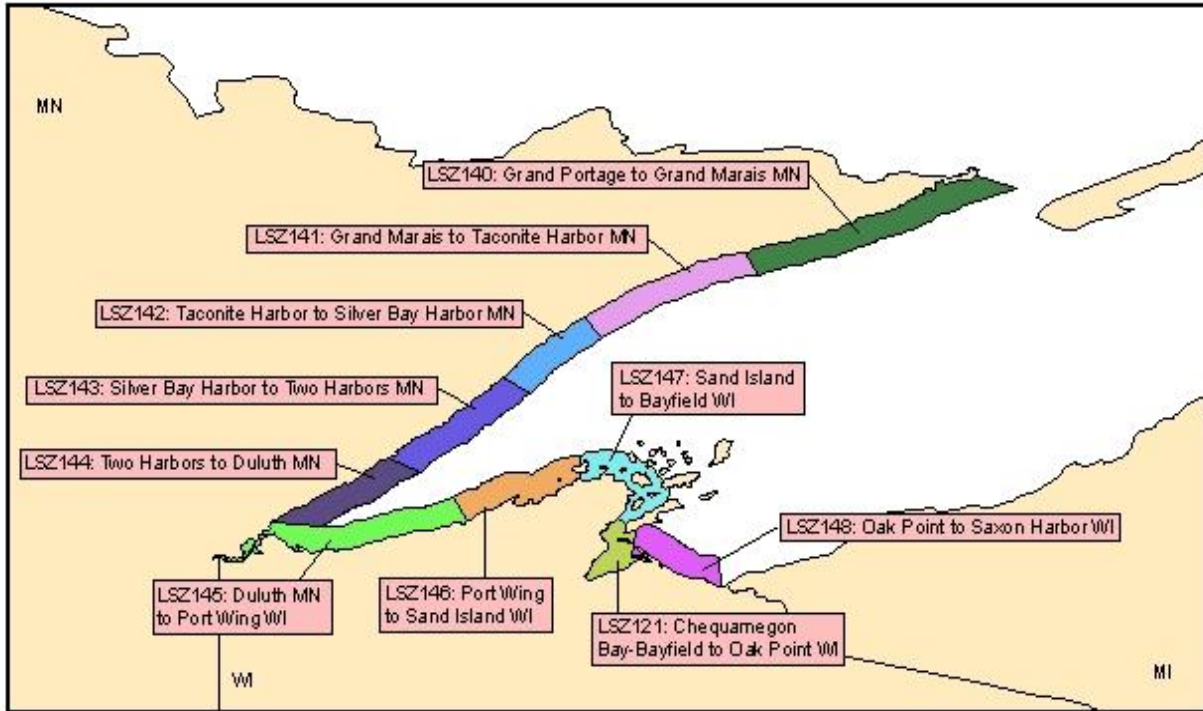 MN
LSZ140: Grand Portage to Grand Marais MN
LSZ141: Grand Marais to Taconite Harbor MN
LSZ142: Taconite Harbor to Silver Bay Harbor MN
LSZ147: Sand Island
to Bayfield WI
LSZ143: Silver Bay Harbor to Two Harbors MN
LSZ144: Two Harbors to Duluth MN
LSZ148: Oak Point to Saxon Harbor WI
LSZ145: Duluth MN
to Port Wing WI
LSZ146: Port Wing
to Sand Island WI
LSZ121: Chequamegon
Bay-Bayfield to Oak Point WI
WI
MI